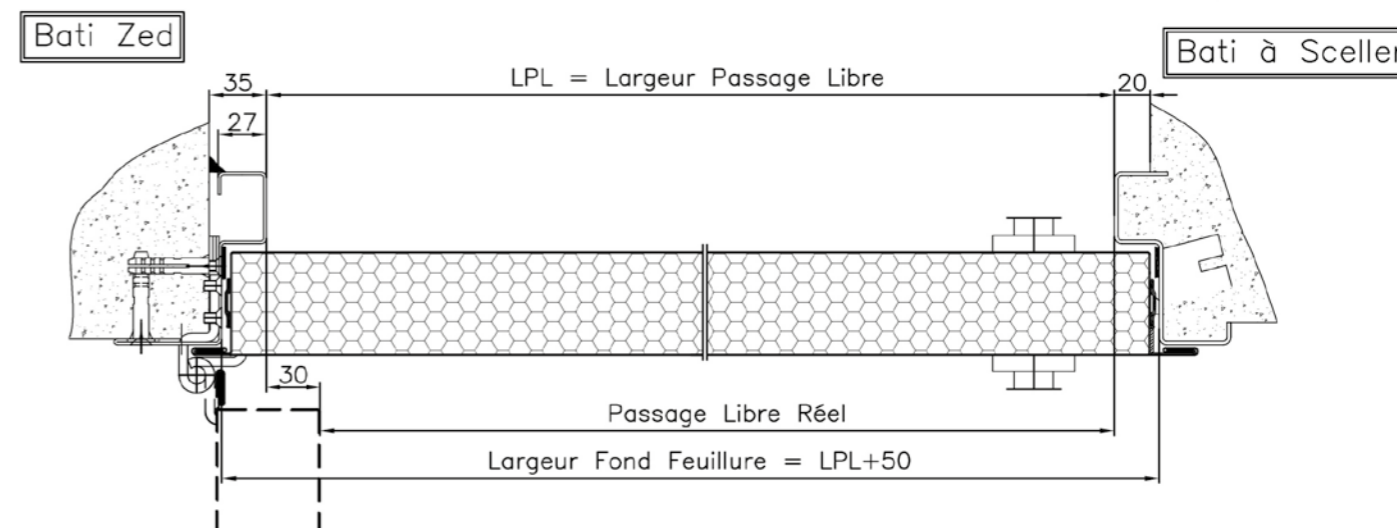 Bati Zed
Bati à Sceller
35
LPL = Largeur Passage Libre
20
27
30
Passage Libre Réel
Largeur Fond Feuillure = LPL+50